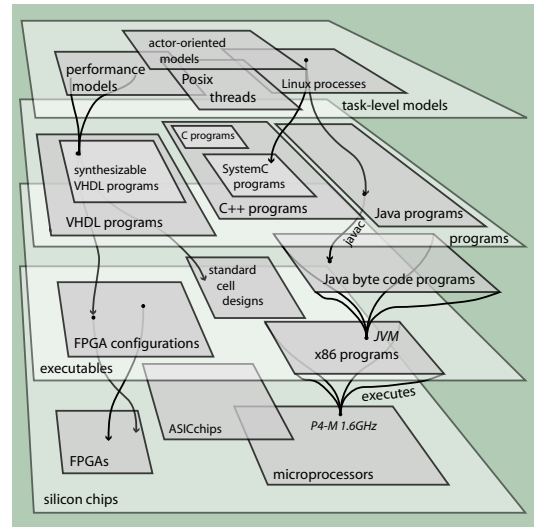 actor-oriented
models
performance
models
Posix
threads
Linux processes
task-level models
C programs
synthesizable
VHDL programs
SystemC
programs
VHDL programs
C++ programs
Java programs
javac
programs
standard
cell
designs
Java byte code programs
FPGA configurations
JVM
x86 programs
executables
executes
ASICchips
P4-M 1.6GHz
FPGAs
microprocessors
silicon chips